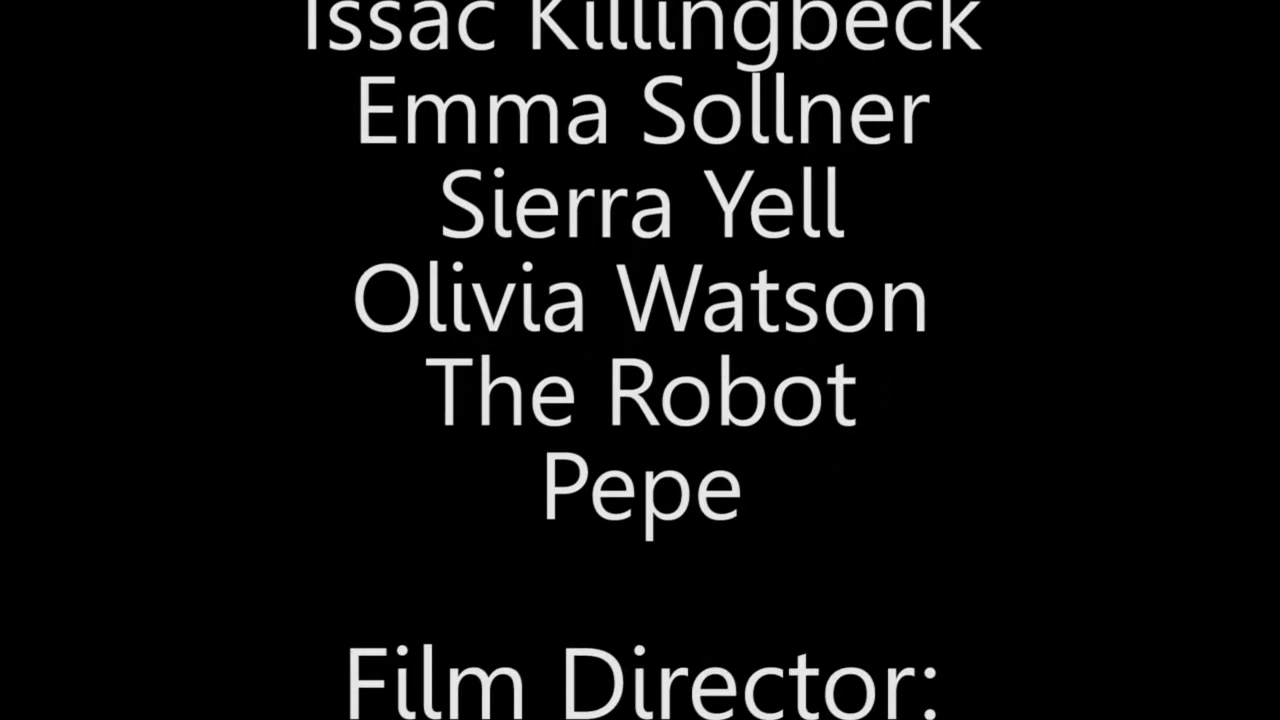 Issac Killingbeck
Emma Sollner
Sierra Yell
Olivia Watson
The Robot
Pepe
Film Director: